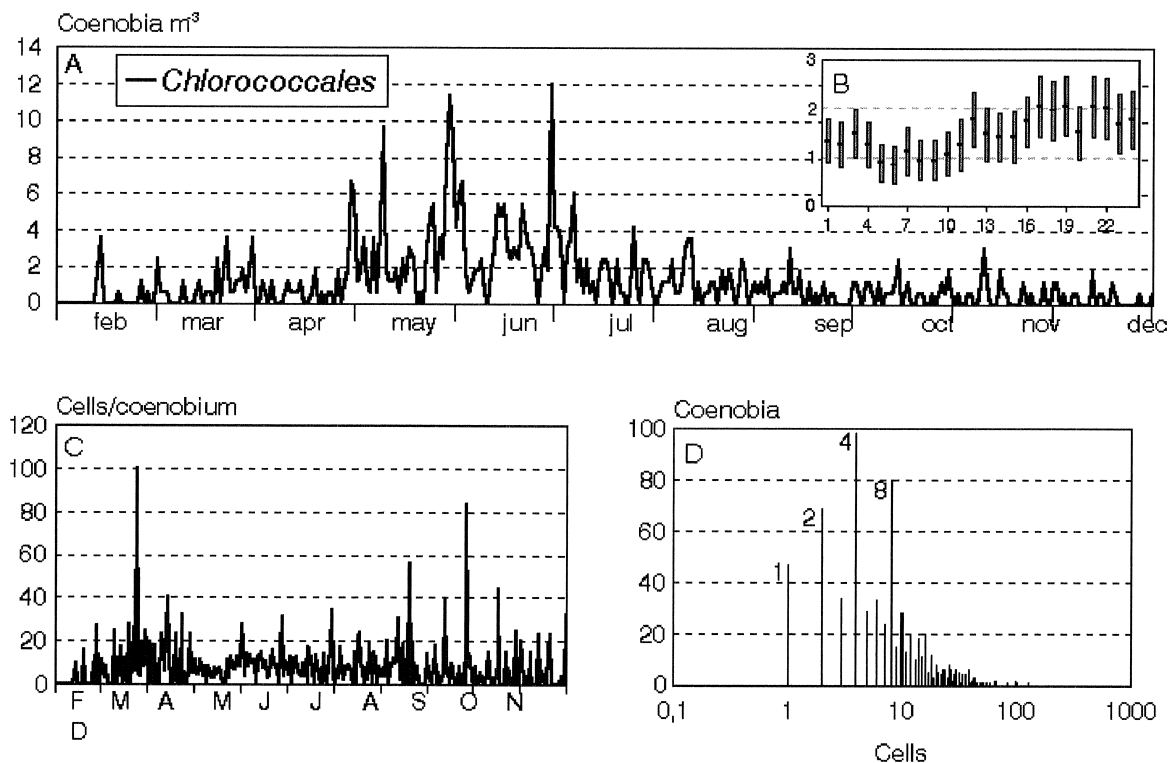 Coenobia m³
14
12
10
8
6
4
2
0
A
Chlorococcales
feb mar apr may jun jul aug sep oct nov dec
B
3
2
1
0
1 4 7 10 13 16 19 22
Cells/coenobium
120
100
80
60
40
20
0
C
F M A M J J A S O N
D
Coenobia
100
80
60
40
20
0
D
1
2
4
8
0,1 1 10 100 1000
Cells